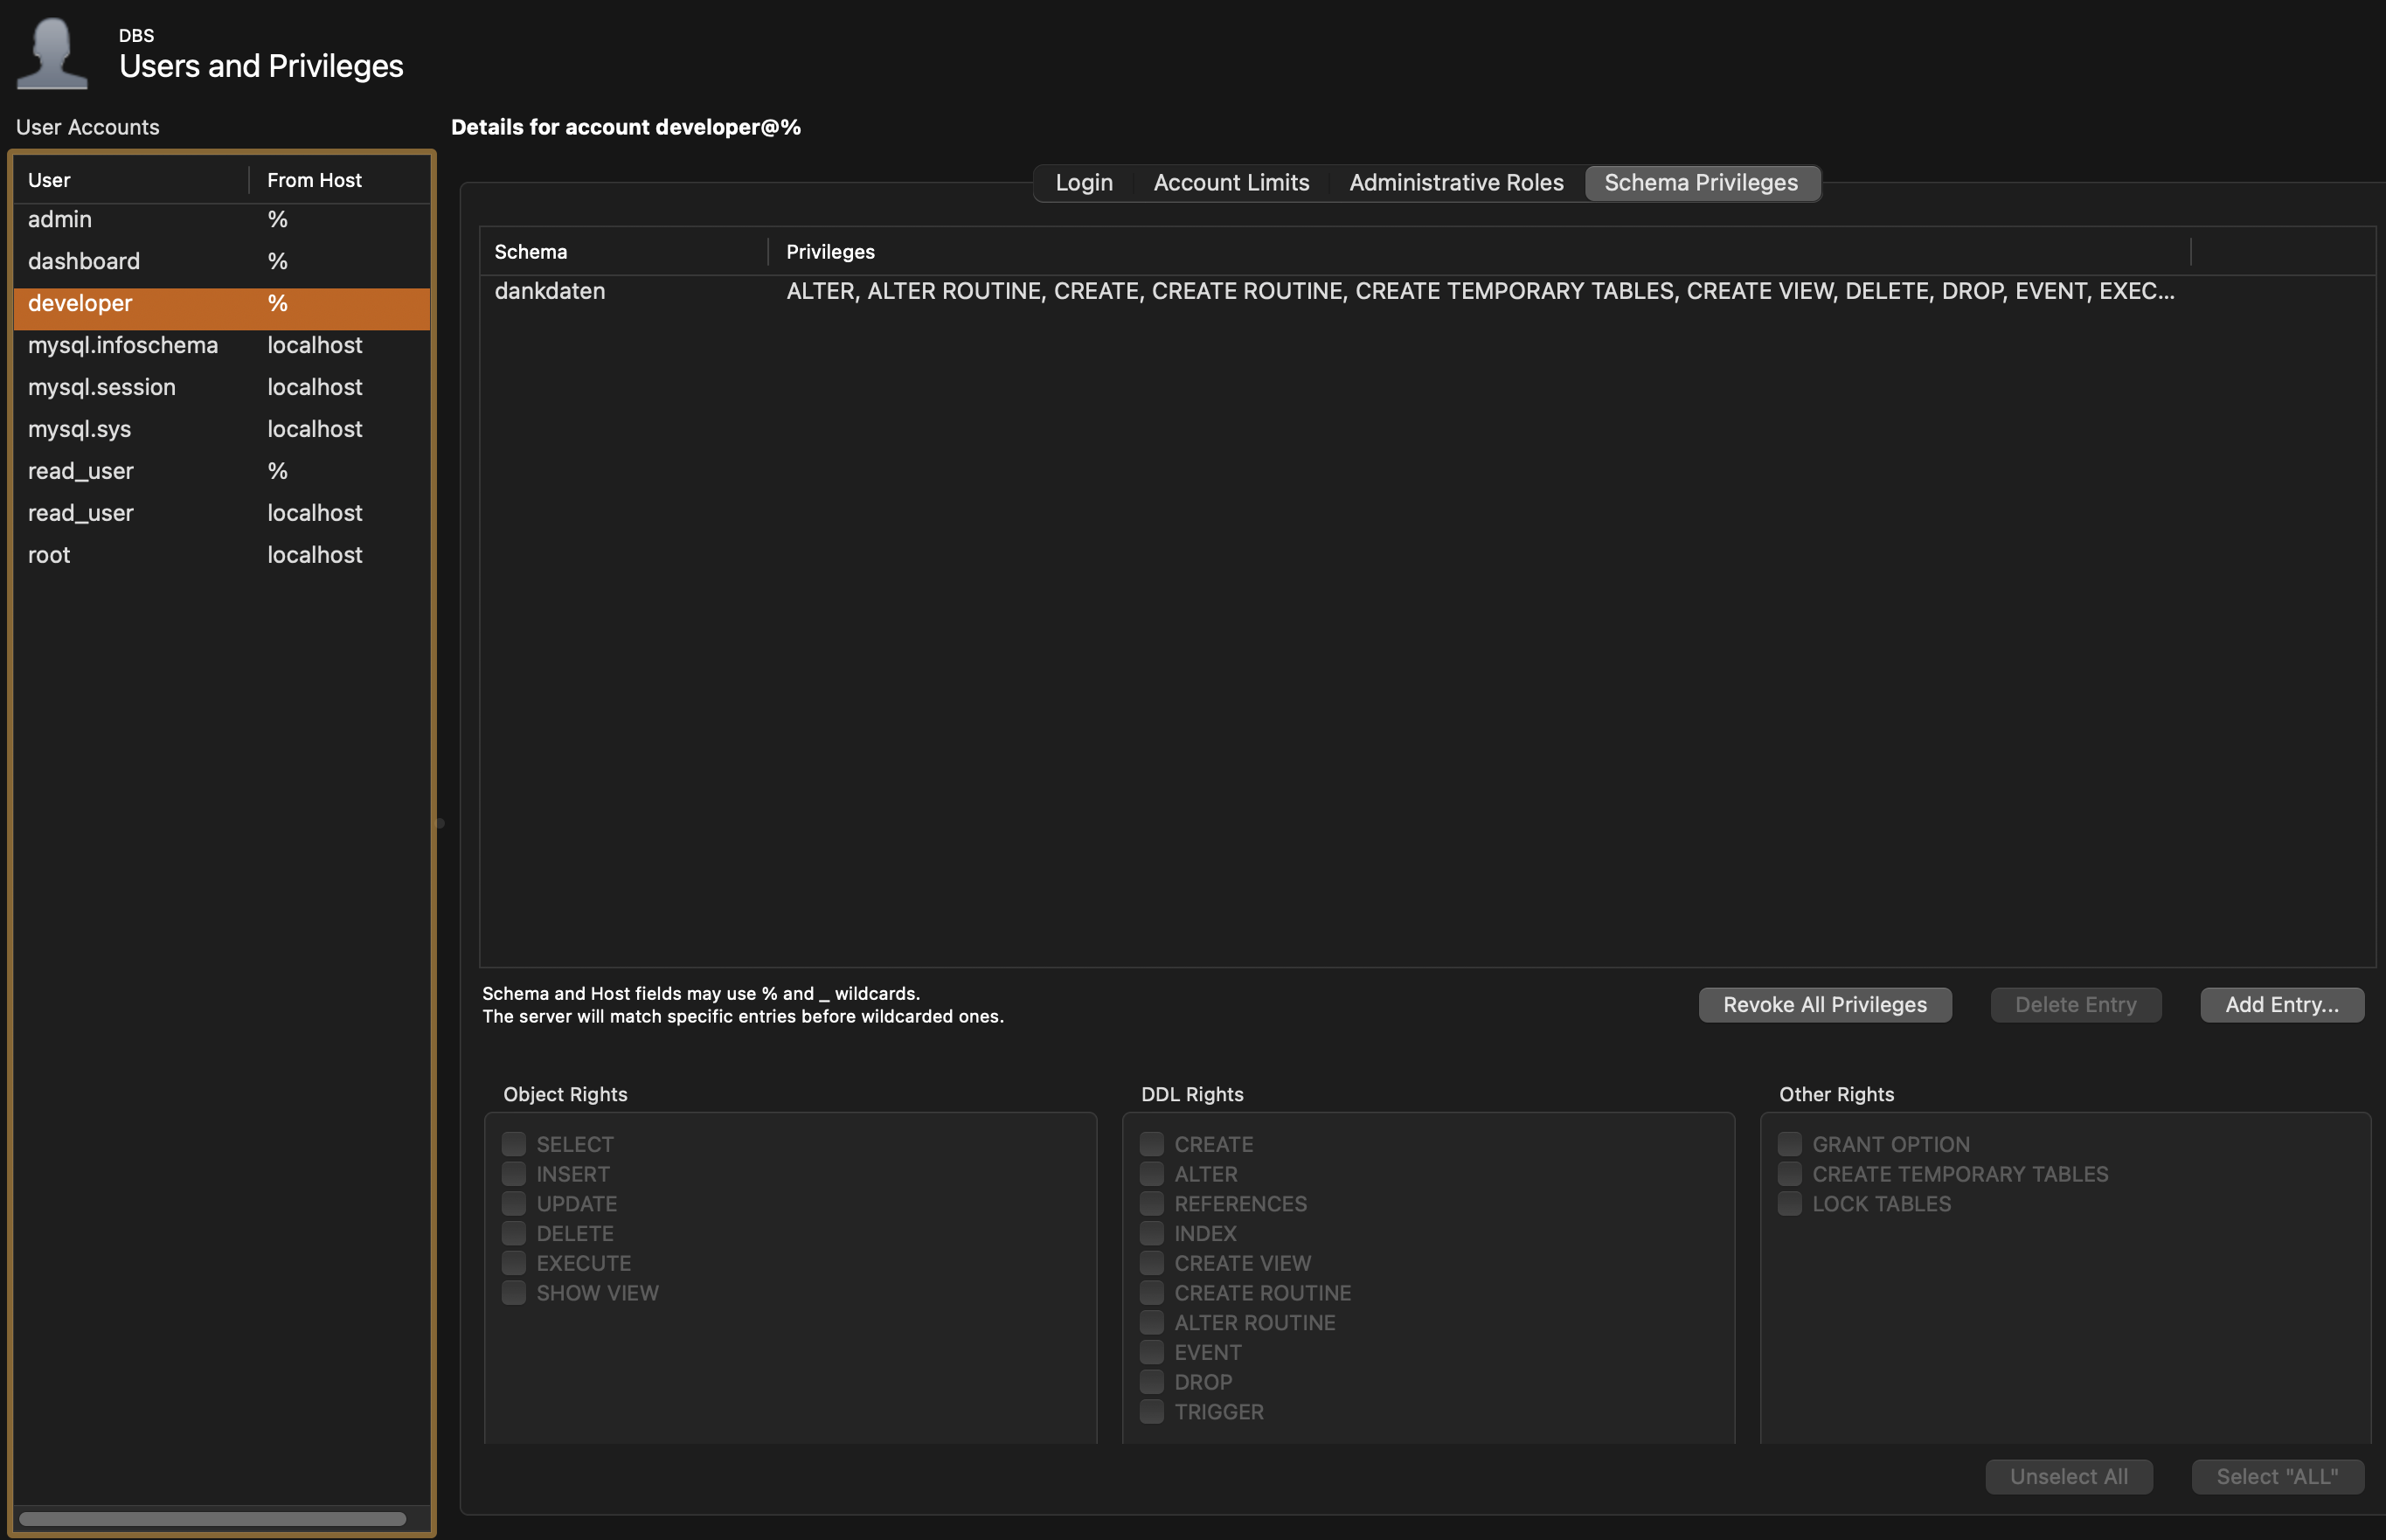 DBS
Users and Privileges
User Accounts
User From Host
admin %
dashboard %
developer %
mysql.infoschema localhost
mysql.session localhost
mysql.sys localhost
read_user %
read_user localhost
root localhost
Details for account developer@%
Login Account Limits Administrative Roles Schema Privileges
Schema Privileges
dankdaten ALTER, ALTER ROUTINE, CREATE, CREATE ROUTINE, CREATE TEMPORARY TABLES, CREATE VIEW, DELETE, DROP, EVENT, EXEC...
Schema and Host fields may use % and _ wildcards.
The server will match specific entries before wildcarded ones.
Revoke All Privileges Delete Entry Add Entry...
Object Rights
SELECT
INSERT
UPDATE
DELETE
EXECUTE
SHOW VIEW
DDL Rights
CREATE
ALTER
REFERENCES
INDEX
CREATE VIEW
CREATE ROUTINE
ALTER ROUTINE
EVENT
DROP
TRIGGER
Other Rights
GRANT OPTION
CREATE TEMPORARY TABLES
LOCK TABLES
Unselect All Select "ALL"